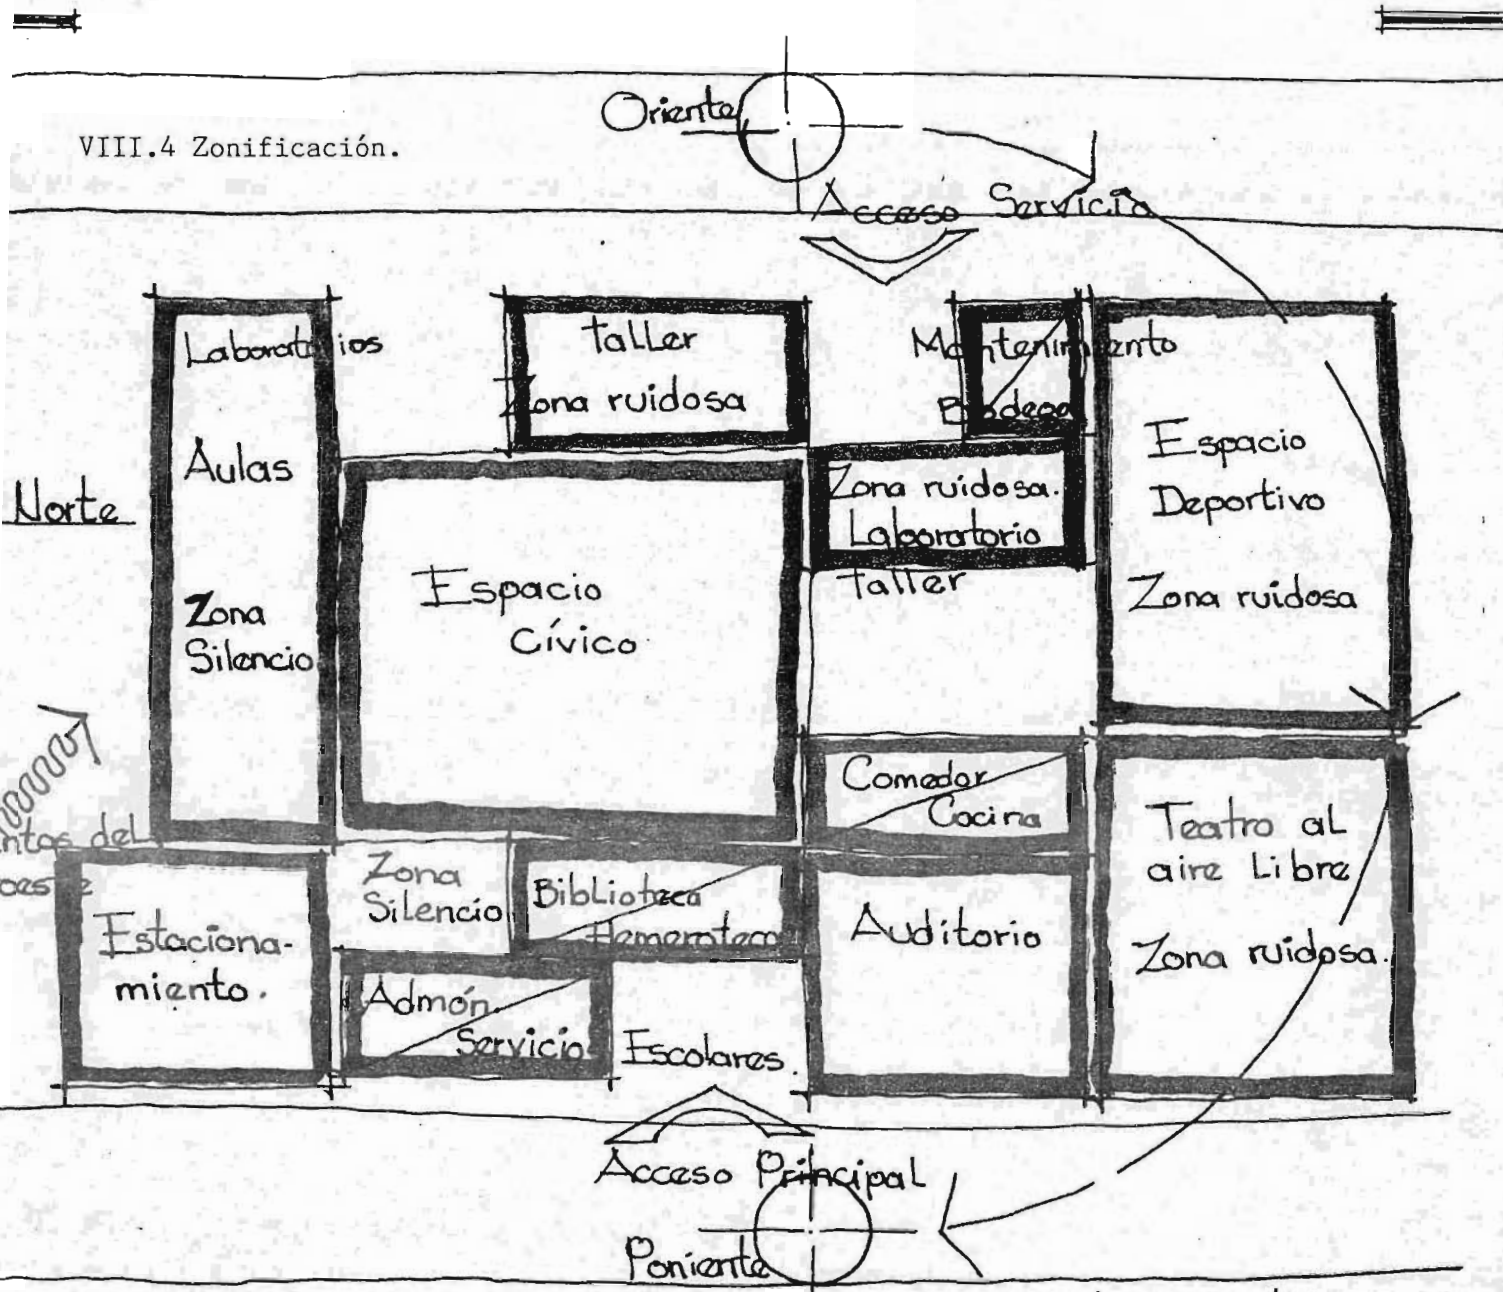 Oriente
VIII.4 Zonificación.
Acceso Servicio
Laboratorios
Aulas
Zona
Silencio
Norte
taller
Zona ruidosa
Mantenimiento
Bodega
Zona ruidosa.
Laboratorio
taller
Espacio
Deportivo
Zona ruidosa
Espacio
Cívico
Comedor
Cocina
Teatro al
aire Libre
Zona ruidosa.
del
Estaciona-
miento.
Zona
Silencio
Biblioteca
Hemeroteca
Auditorio
Admón.
Servicio
Escolares.
Acceso Principal
Poniente